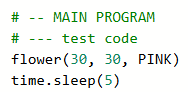 # -- MAIN PROGRAM
# --- test code
flower(30, 30, PINK)
time.sleep(5)